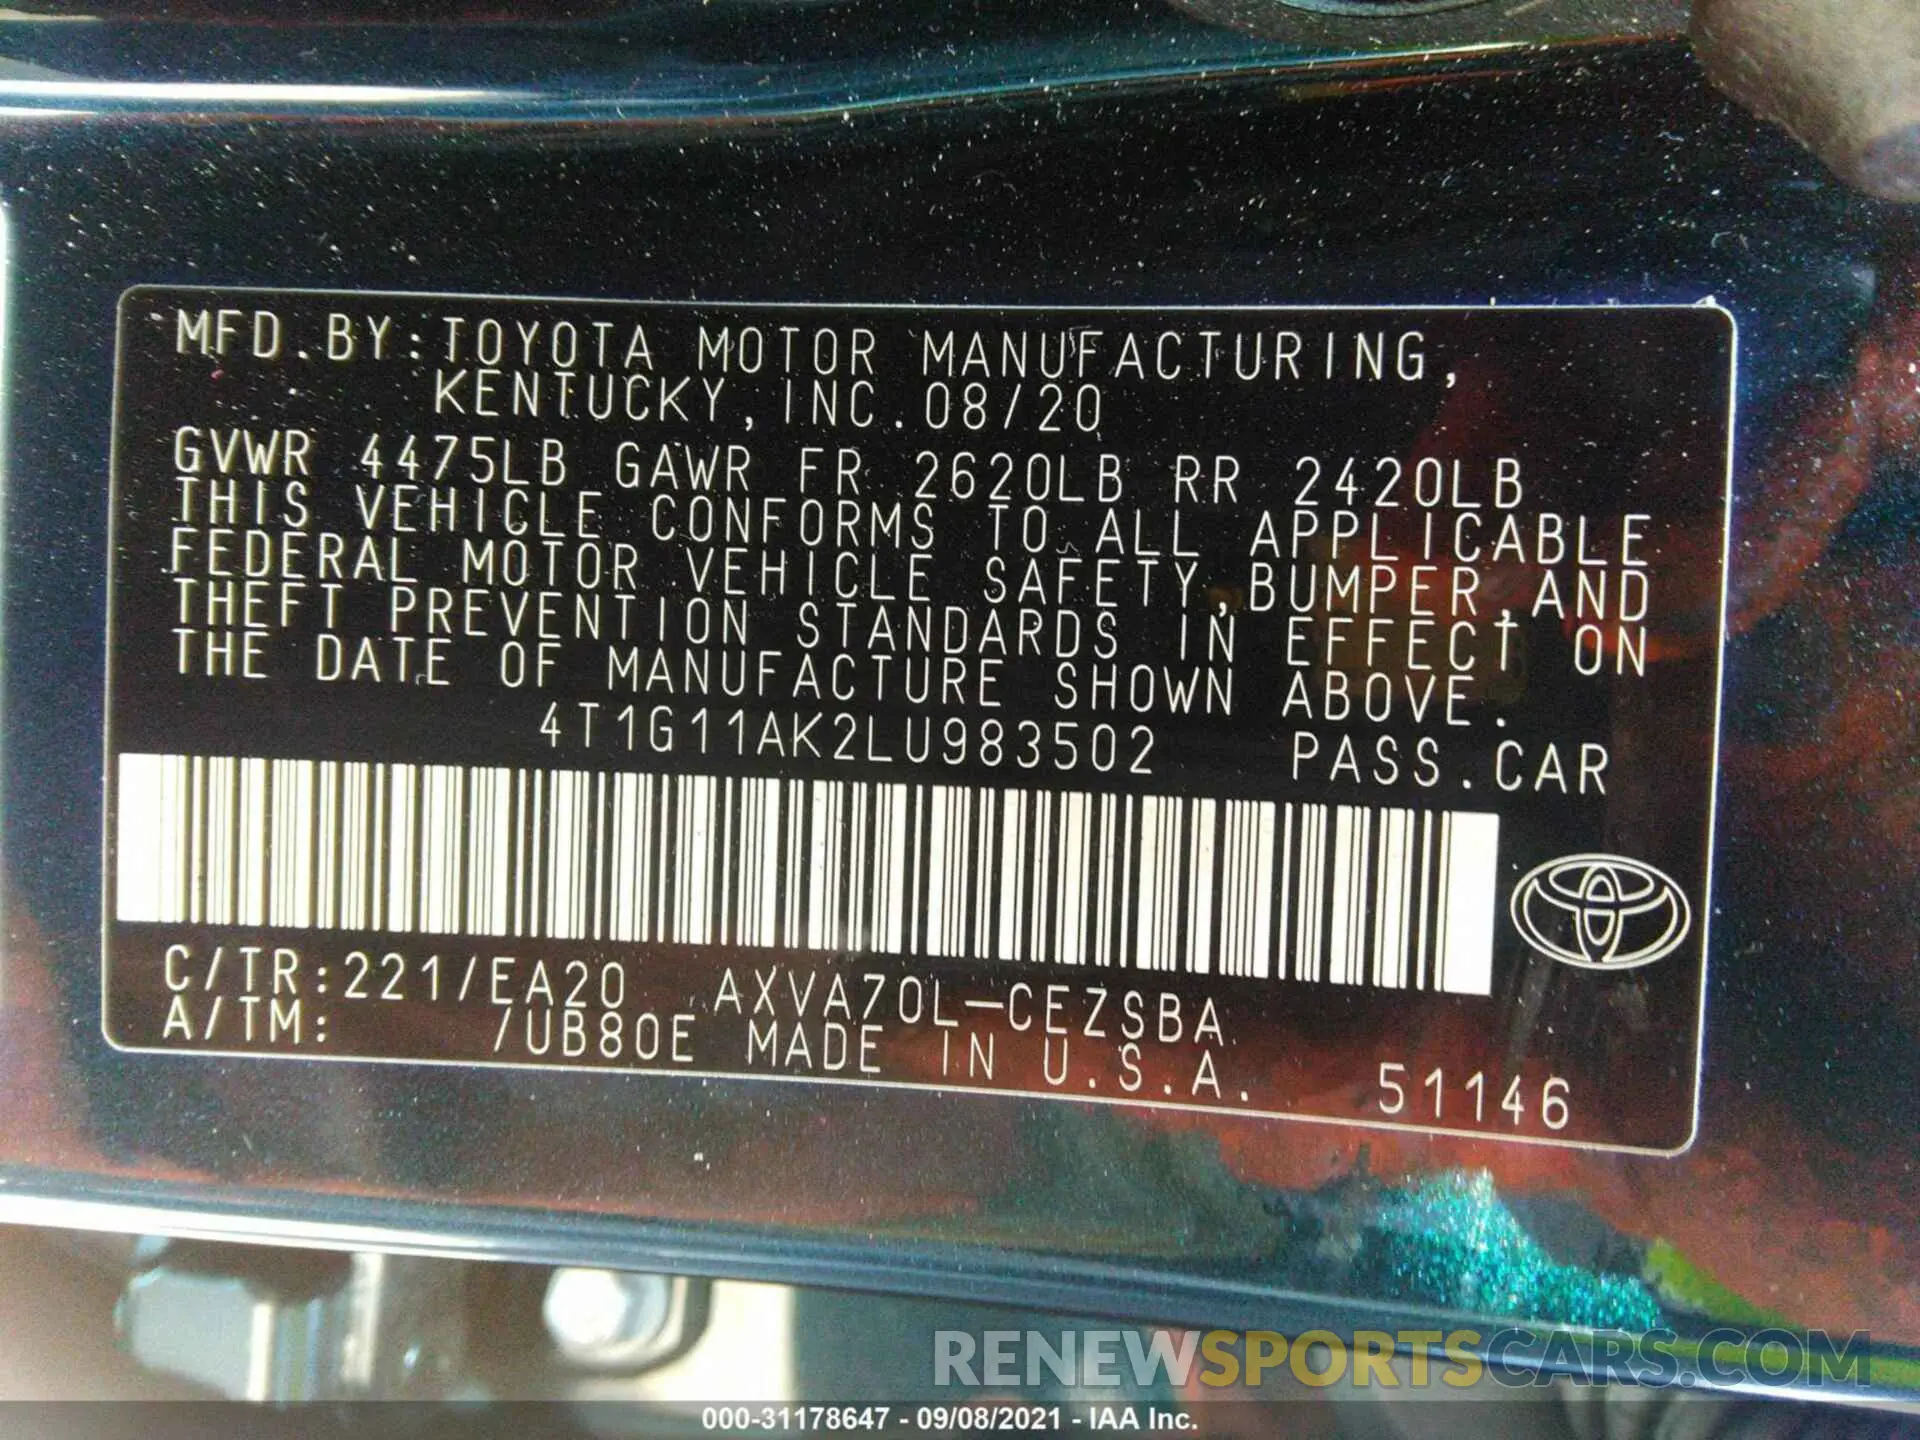 MFD.BY:TOYOTA MOTOR MANUFACTURING,
KENTUCKY,INC.08/20
GVWR 4475LB GAWR FR 2620LB RR 2420LB
THIS VEHICLE CONFORMS TO ALL APPLICABLE
FEDERAL MOTOR VEHICLE SAFETY,BUMPER,AND
THEFT PREVENTION STANDARDS IN EFFECT ON
THE DATE OF MANUFACTURE SHOWN ABOVE.
4T1G11AK2LU983502 PASS.CAR
C/TR:221/EA20 AXVA70L-CEZSBA
A/TM: /UB80E MADE IN U.S.A. 51146
RENEWSPORTSCARS.COM
000-31178647 - 09/08/2021 - IAA Inc.